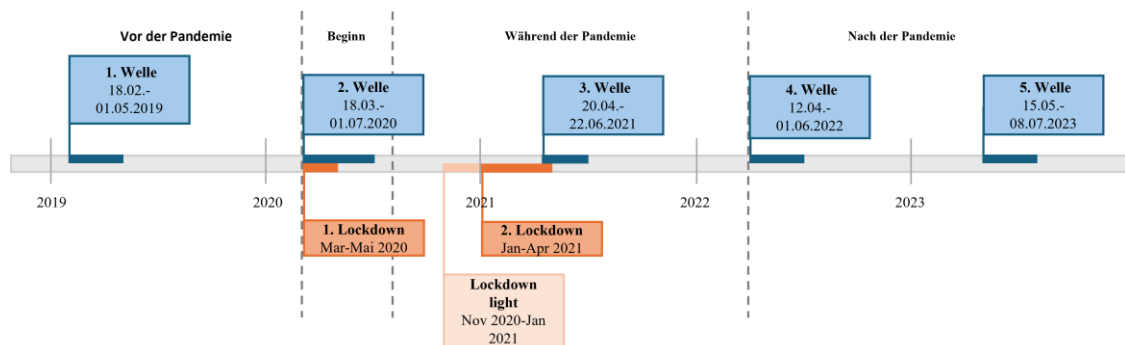 Vor der Pandemie
Beginn
Während der Pandemie
Nach der Pandemie
1. Welle
18.02.-
01.05.2019
2. Welle
18.03.-
01.07.2020
3. Welle
20.04.-
22.06.2021
4. Welle
12.04.-
01.06.2022
5. Welle
15.05.-
08.07.2023
2019
2020
2021
2022
2023
1. Lockdown
Mar-Mai 2020
2. Lockdown
Jan-Apr 2021
Lockdown
light
Nov 2020-Jan
2021